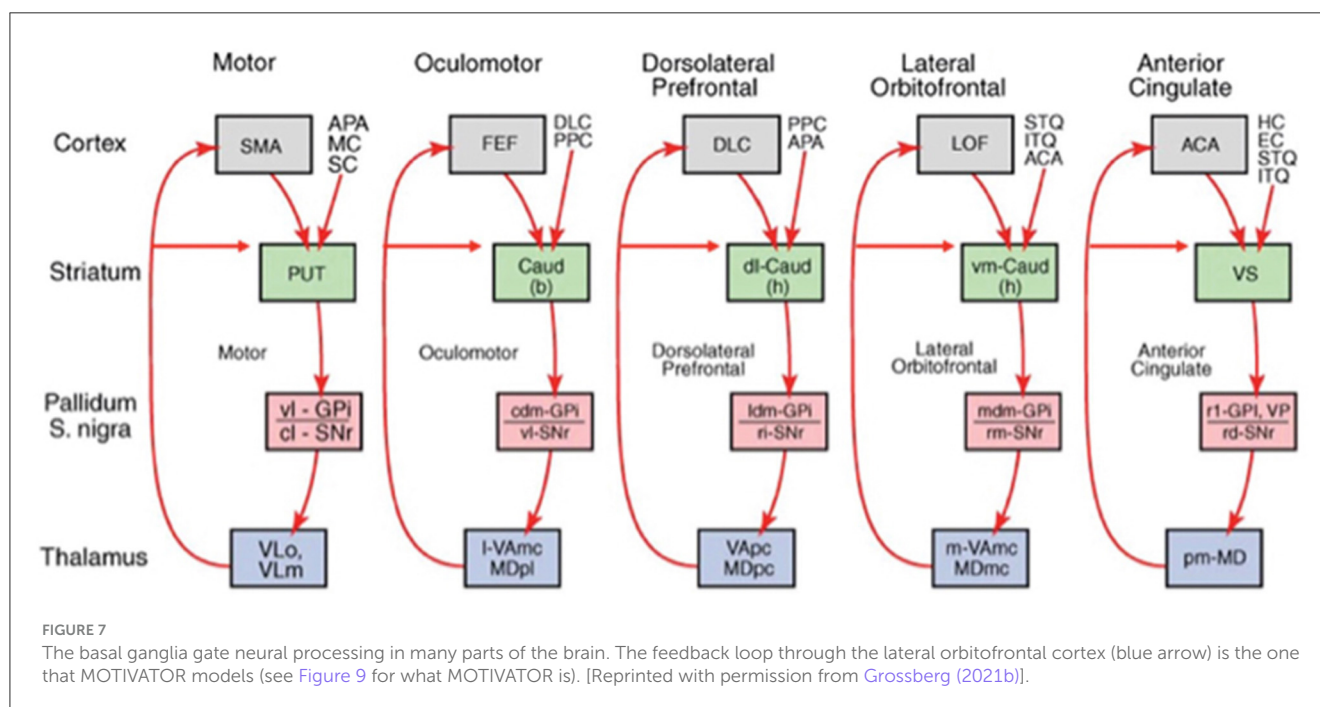 Motor
Oculomotor
Dorsolateral
Prefrontal
Lateral
Orbitofrontal
Anterior
Cingulate
Cortex
SMA
APA
MC
SC
FEF
DLC
PPC
DLC
PPC
APA
LOF
STQ
ITQ
ACA
ACA
HC
EC
STQ
ITQ
Striatum
PUT
Caud
(b)
dl-Caud
(h)
vm-Caud
(h)
VS
Motor
Oculomotor
Dorsolateral
Prefrontal
Lateral
Orbitofrontal
Anterior
Cingulate
Pallidum
S. nigra
vl - GPi
cl - SNr
cdm-GPi
vl-SNr
ldm-GPi
ri-SNr
mdm-GPi
rm-SNr
r1-GPI, VP
rd-SNr
Thalamus
VLo,
VLm
l-VAmc
MDpl
VApc
MDpc
m-VAmc
MDmc
pm-MD
FIGURE 7
The basal ganglia gate neural processing in many parts of the brain. The feedback loop through the lateral orbitofrontal cortex (blue arrow) is the one
that MOTIVATOR models (see Figure 9 for what MOTIVATOR is). [Reprinted with permission from Grossberg (2021b)].